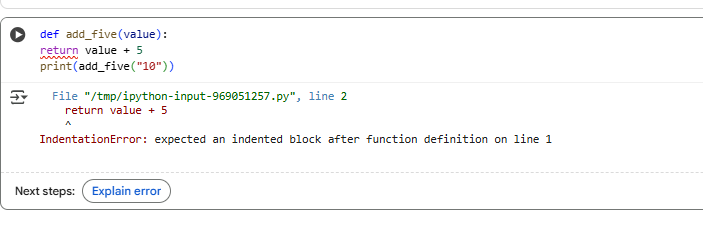 def add_five(value):
return value + 5
print(add_five("10"))
File "/tmp/ipython-input-969051257.py", line 2
return value + 5
^
IndentationError: expected an indented block after function definition on line 1
Next steps: Explain error